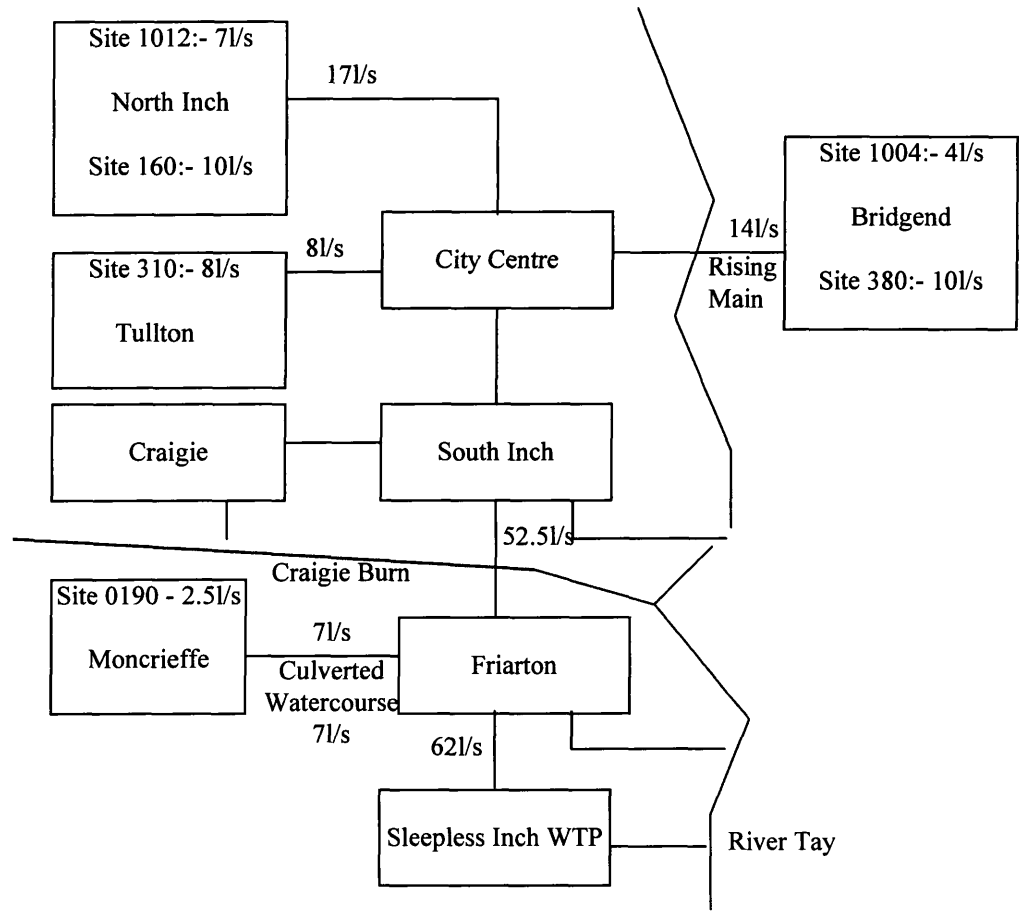 Site 1012:- 7l/s
North Inch
Site 160:- 10l/s
17l/s
Site 1004:- 4l/s
Bridgend
Site 380:- 10l/s
14l/s
Rising
Main
City Centre
8l/s
Site 310:- 8l/s
Tullton
Craigie
South Inch
52.5l/s
Craigie Burn
Site 0190 - 2.5l/s
Moncrieffe
7l/s
Culverted
Watercourse
7l/s
Friarton
62l/s
Sleepless Inch WTP
River Tay